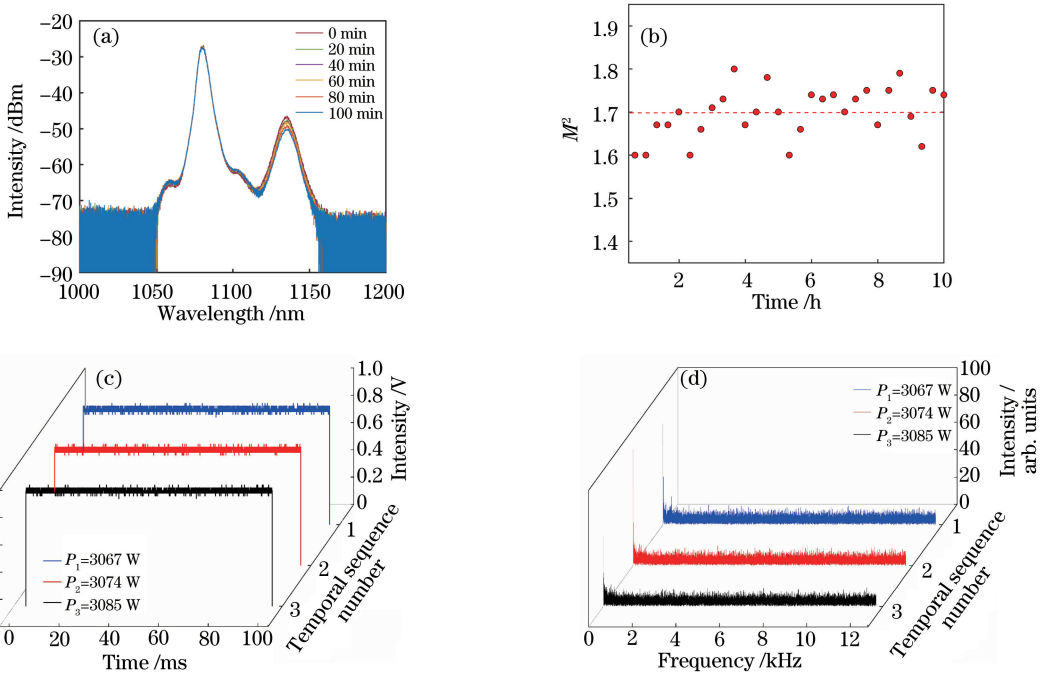 (a)
−20
−30
−40
−50
−60
−70
−80
−90
0 min
20 min
40 min
60 min
80 min
100 min
Intensity /dBm
1000
1050
1100
1150
1200
Wavelength /nm
(b)
1.9
1.8
1.7
1.6
1.5
1.4
M²
2
4
6
8
10
Time /h
(c)
1.0
0.8
0.6
0.4
0.2
0
Intensity /V
P₁=3067 W
P₂=3074 W
P₃=3085 W
1
2
3
Temporal sequence
number
0
20
40
60
80
100
Time /ms
(d)
100
80
60
40
20
0
Intensity /
arb. units
P₁=3067 W
P₂=3074 W
P₃=3085 W
1
2
3
Temporal sequence
number
0
2
4
6
8
10
12
Frequency /kHz